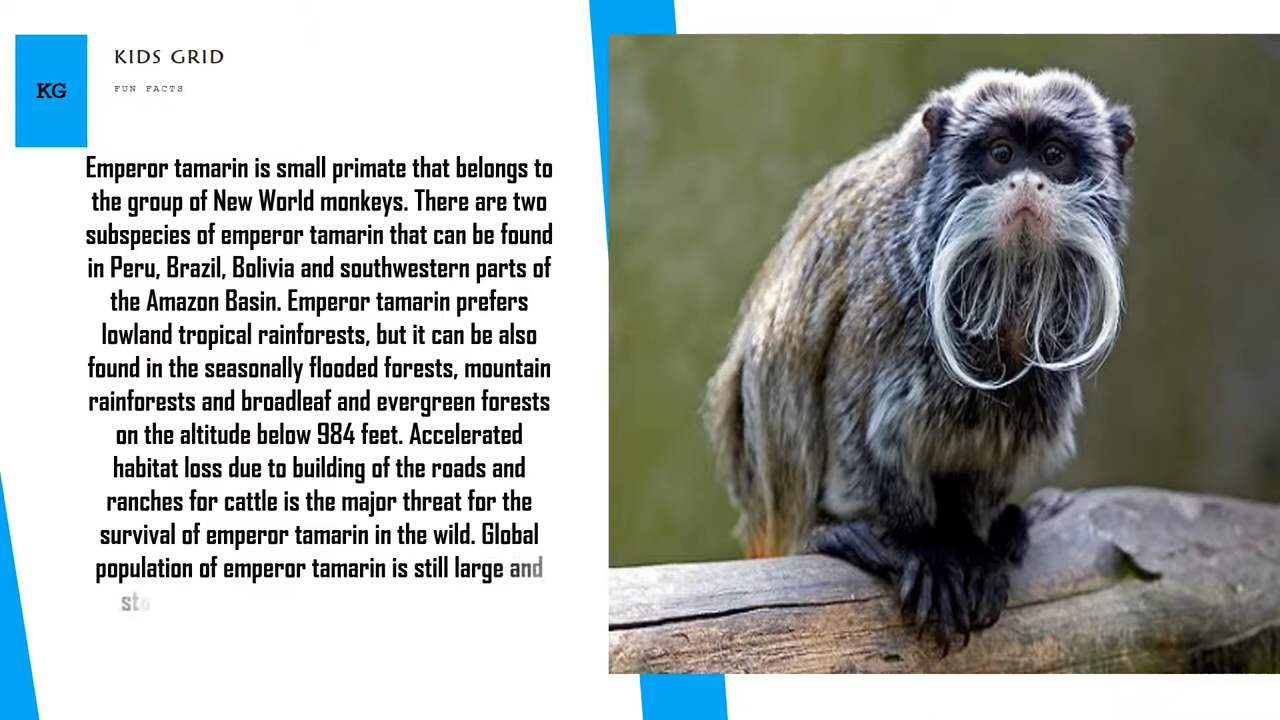 KG
KIDS GRID
FUN FACTS
Emperor tamarin is small primate that belongs to
the group of New World monkeys. There are two
subspecies of emperor tamarin that can be found
in Peru, Brazil, Bolivia and southwestern parts of
the Amazon Basin. Emperor tamarin prefers
lowland tropical rainforests, but it can be also
found in the seasonally flooded forests, mountain
rainforests and broadleaf and evergreen forests
on the altitude below 984 feet. Accelerated
habitat loss due to building of the roads and
ranches for cattle is the major threat for the
survival of emperor tamarin in the wild. Global
population of emperor tamarin is still large and